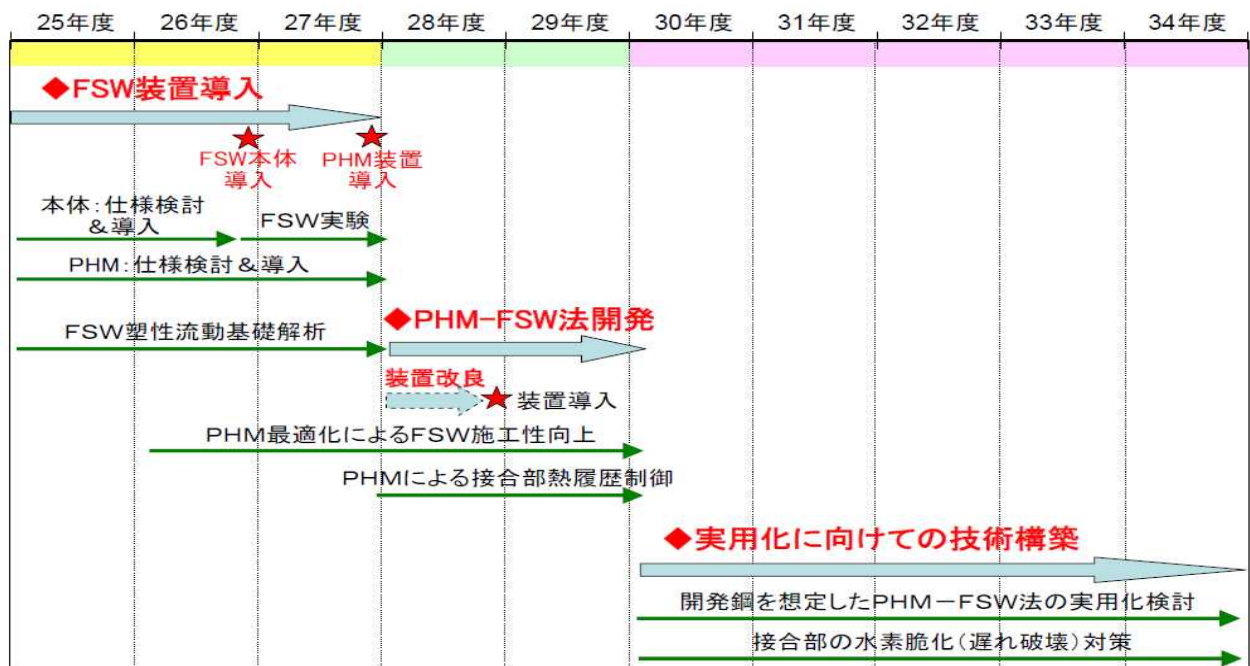 25年度 26年度 27年度 28年度 29年度 30年度 31年度 32年度 33年度 34年度
◆FSW装置導入
FSW本体
導入
PHM装置
導入
本体:仕様検討
&導入
FSW実験
PHM:仕様検討&導入
FSW塑性流動基礎解析
◆PHM-FSW法開発
装置改良
装置導入
PHM最適化によるFSW施工性向上
PHMによる接合部熱履歴制御
◆実用化に向けての技術構築
開発鋼を想定したPHM-FSW法の実用化検討
接合部の水素脆化(遅れ破壊)対策